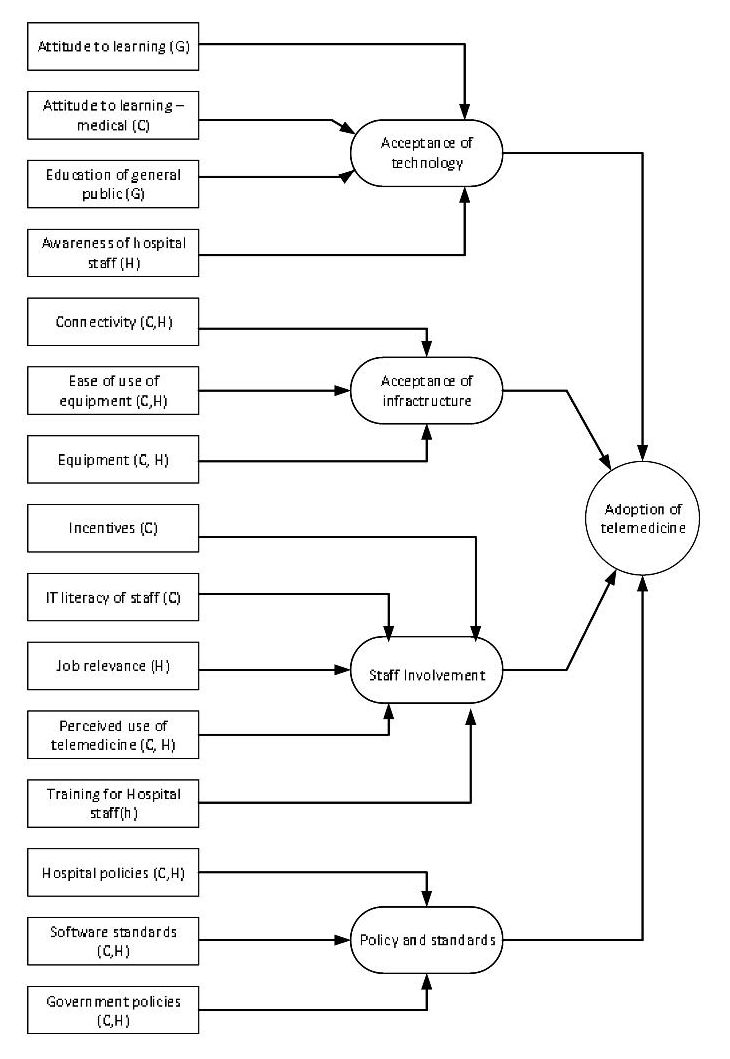 Attitude to learning (G)
Attitude to learning –
medical (C)
Acceptance of
technology
Education of general
public (G)
Awareness of hospital
staff (H)
Connectivity (C,H)
Ease of use of
equipment (C,H)
Acceptance of
infractructure
Equipment (C, H)
Adoption of
telemedicine
Incentives (C)
IT literacy of staff (C)
Job relevance (H)
Staff Involvement
Perceived use of
telemedicine (C, H)
Training for Hospital
staff(h)
Hospital policies (C,H)
Software standards
(C,H)
Policy and standards
Government policies
(C,H)